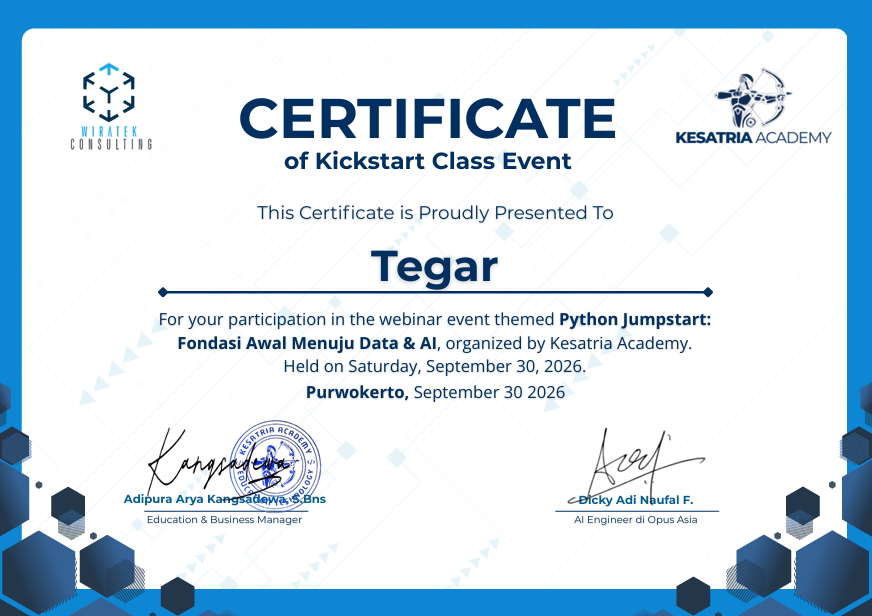 WIRATEK
CONSULTING
KESATRIA ACADEMY
CERTIFICATE
of Kickstart Class Event
This Certificate is Proudly Presented To
Tegar
For your participation in the webinar event themed Python Jumpstart:
Fondasi Awal Menuju Data & AI, organized by Kesatria Academy.
Held on Saturday, September 30, 2026.
Purwokerto, September 30 2026
Kangsadewa
KESATRIA ACADEMY
Adipura Arya Kangsadewa, S.Bns
Education & Business Manager
Dicky Adi Naufal F.
AI Engineer di Opus Asia